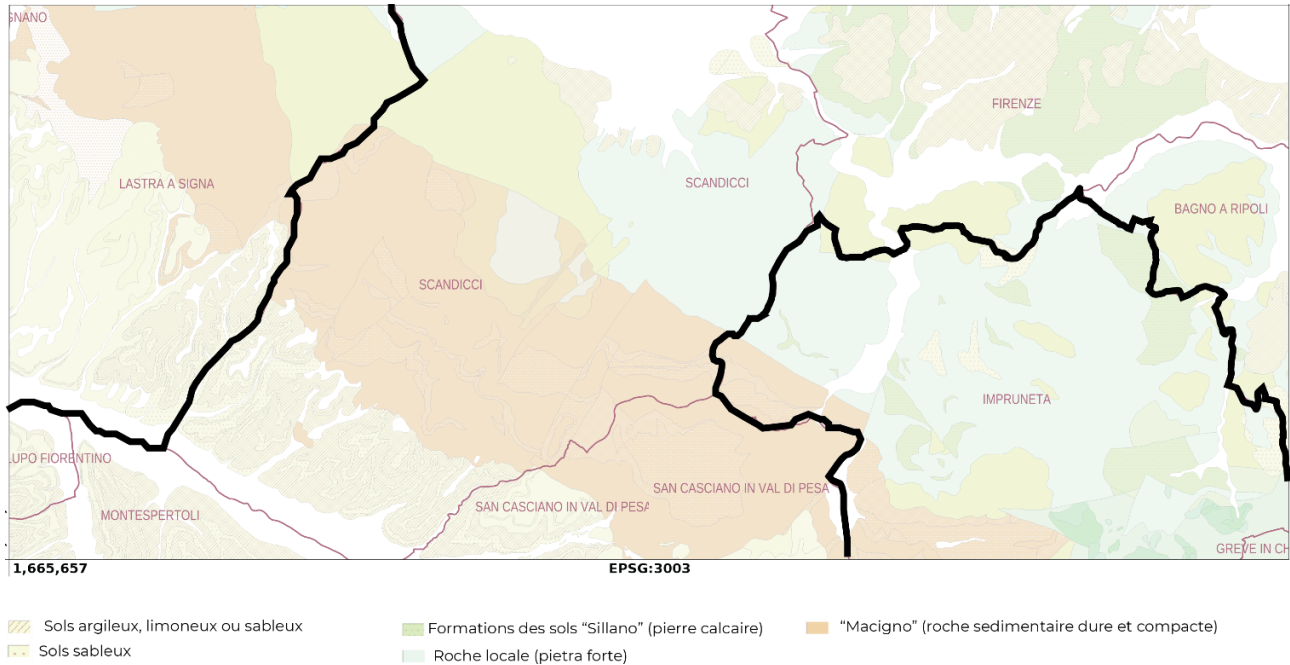 GNANO
FIRENZE
LASTRA A SIGNA
SCANDICCI
BAGNO A RIPOLI
SCANDICCI
IMPRUNETA
LUPO FIORENTINO
SAN CASCIANO IN VAL DI PESA
SAN CASCIANO IN VAL DI PESA
MONTESPERTOLI
GREVE IN CH
1,665,657
EPSG:3003
Sols argileux, limoneux ou sableux
Formations des sols “Sillano” (pierre calcaire)
“Macigno” (roche sedimentaire dure et compacte)
Sols sableux
Roche locale (pietra forte)